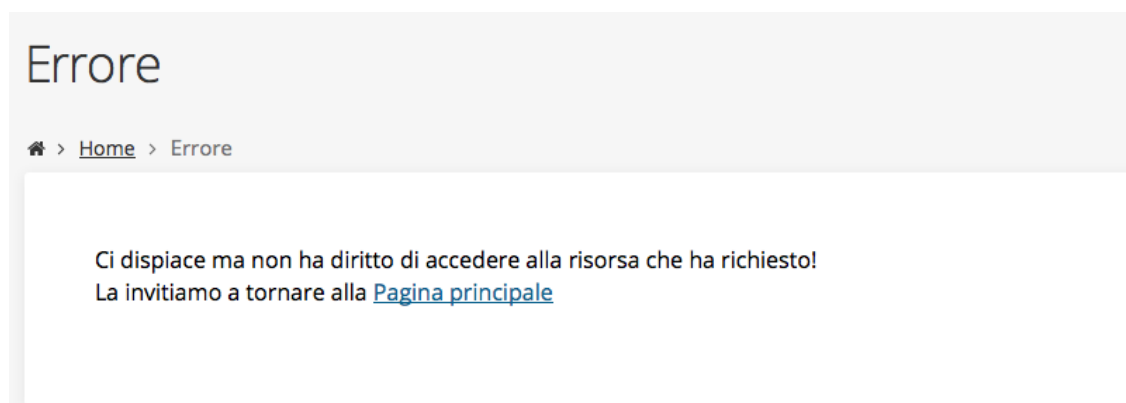 Errore
> Home > Errore
Ci dispiace ma non ha diritto di accedere alla risorsa che ha richiesto!
La invitiamo a tornare alla Pagina principale